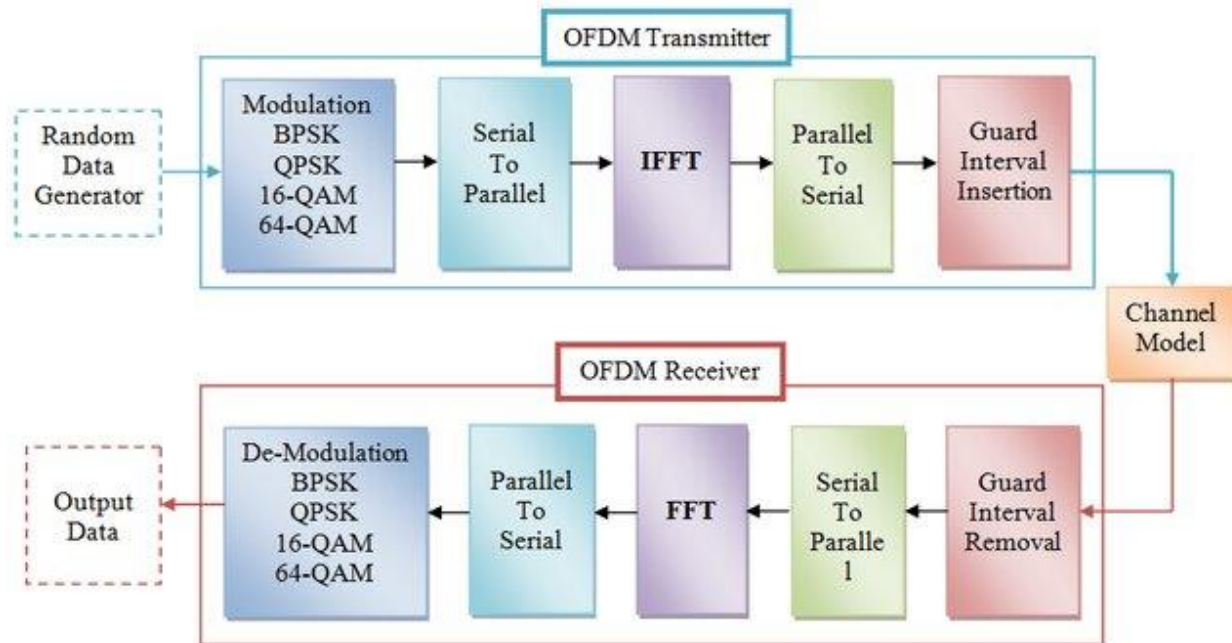 OFDM Transmitter
Random
Data
Generator
Modulation
BPSK
QPSK
16-QAM
64-QAM
Serial
To
Parallel
IFFT
Parallel
To
Serial
Guard
Interval
Insertion
Channel
Model
OFDM Receiver
Output
Data
De-Modulation
BPSK
QPSK
16-QAM
64-QAM
Parallel
To
Serial
FFT
Serial
To
Paralle
l
Guard
Interval
Removal